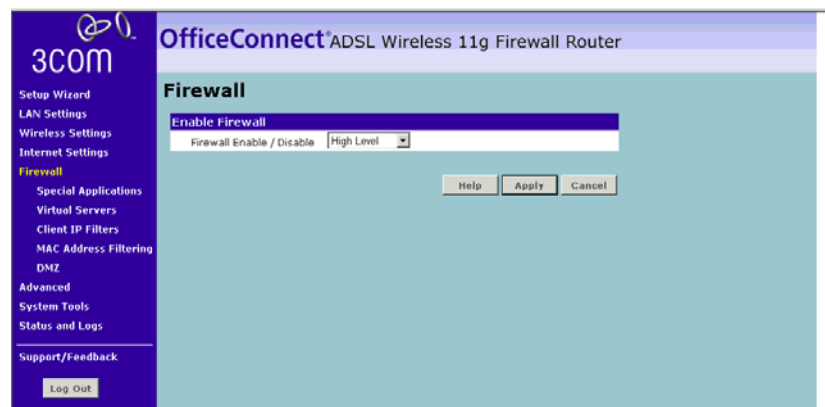 3COM
OfficeConnect® ADSL Wireless 11g Firewall Router
Setup Wizard
LAN Settings
Wireless Settings
Internet Settings
Firewall
Special Applications
Virtual Servers
Client IP Filters
MAC Address Filtering
DMZ
Advanced
System Tools
Status and Logs
Support/Feedback
Log Out
Firewall
Enable Firewall
Firewall Enable / Disable High Level
Help Apply Cancel